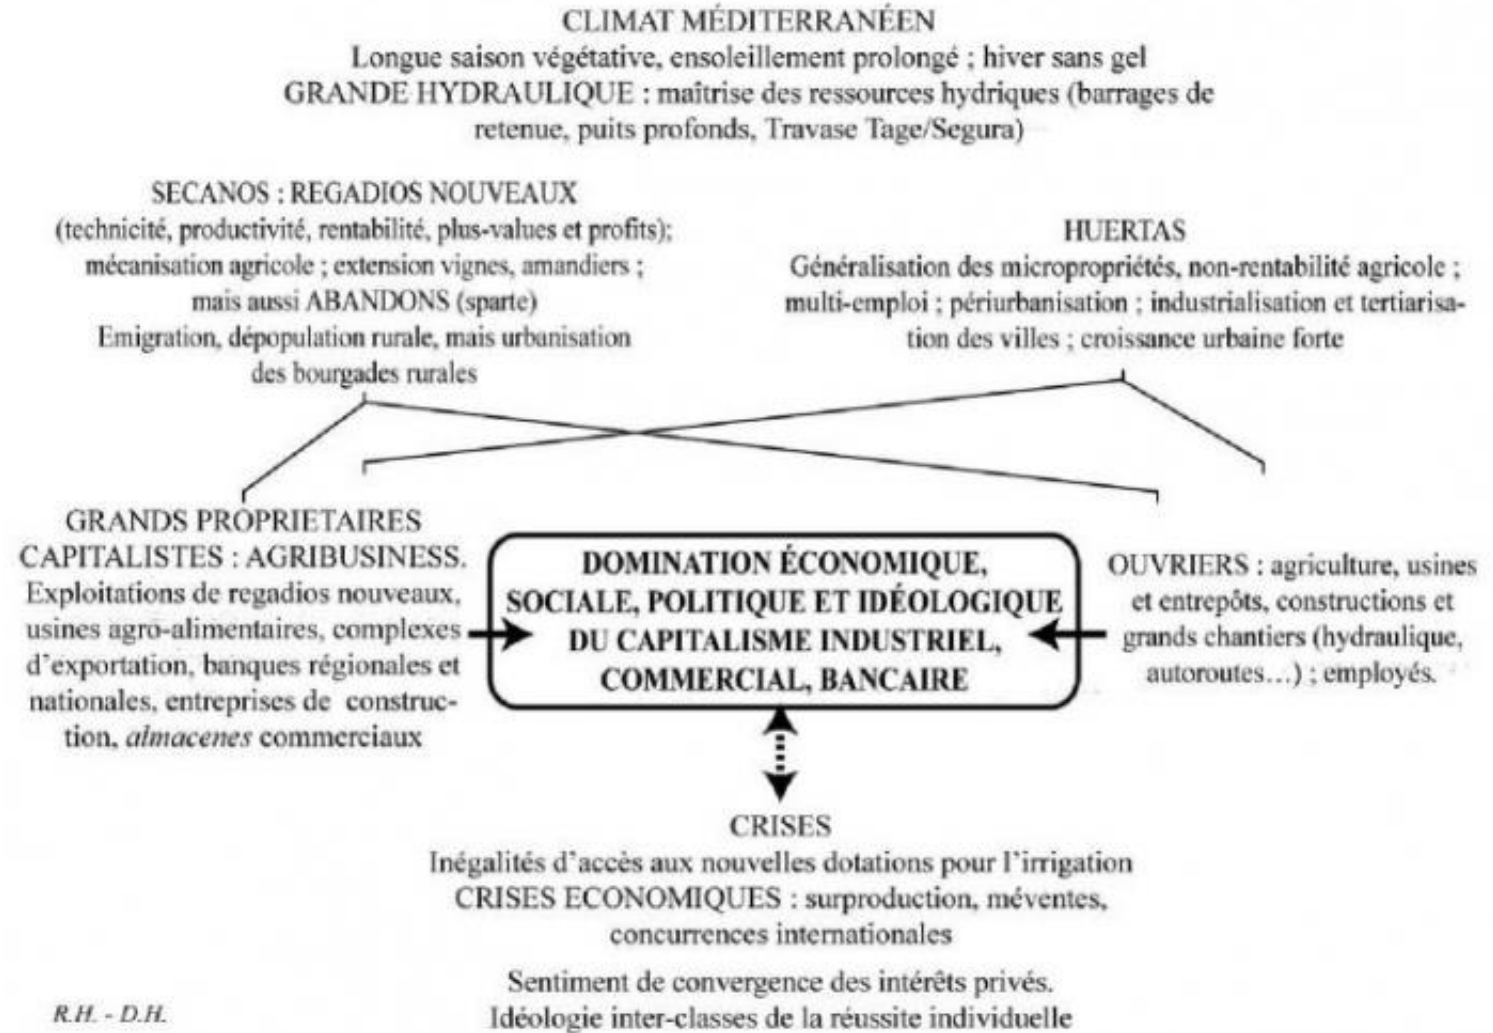 CLIMAT MÉDITERRANÉEN
Longue saison végétative, ensoleillement prolongé ; hiver sans gel
GRANDE HYDRAULIQUE : maîtrise des ressources hydriques (barrages de
retenue, puits profonds, Travase Tage/Segura)
SECANOS : REGADIOS NOUVEAUX
(technicité, productivité, rentabilité, plus-values et profits);
mécanisation agricole ; extension vignes, amandiers ;
mais aussi ABANDONS (sparte)
Emigration, dépopulation rurale, mais urbanisation
des bourgades rurales
HUERTAS
Généralisation des micropropriétés, non-rentabilité agricole ;
multi-emploi ; périurbanisation ; industrialisation et tertiarisa-
tion des villes ; croissance urbaine forte
GRANDS PROPRIETAIRES
CAPITALISTES : AGRIBUSINESS.
Exploitations de regadios nouveaux,
usines agro-alimentaires, complexes
d'exportation, banques régionales et
nationales, entreprises de construc-
tion, almacenes commerciaux
DOMINATION ÉCONOMIQUE,
SOCIALE, POLITIQUE ET IDÉOLOGIQUE
DU CAPITALISME INDUSTRIEL,
COMMERCIAL, BANCAIRE
OUVRIERS : agriculture, usines
et entrepôts, constructions et
grands chantiers (hydraulique,
autoroutes…) ; employés.
CRISES
Inégalités d'accès aux nouvelles dotations pour l'irrigation
CRISES ECONOMIQUES : surproduction, méventes,
concurrences internationales
Sentiment de convergence des intérêts privés.
Idéologie inter-classes de la réussite individuelle
R.H. - D.H.